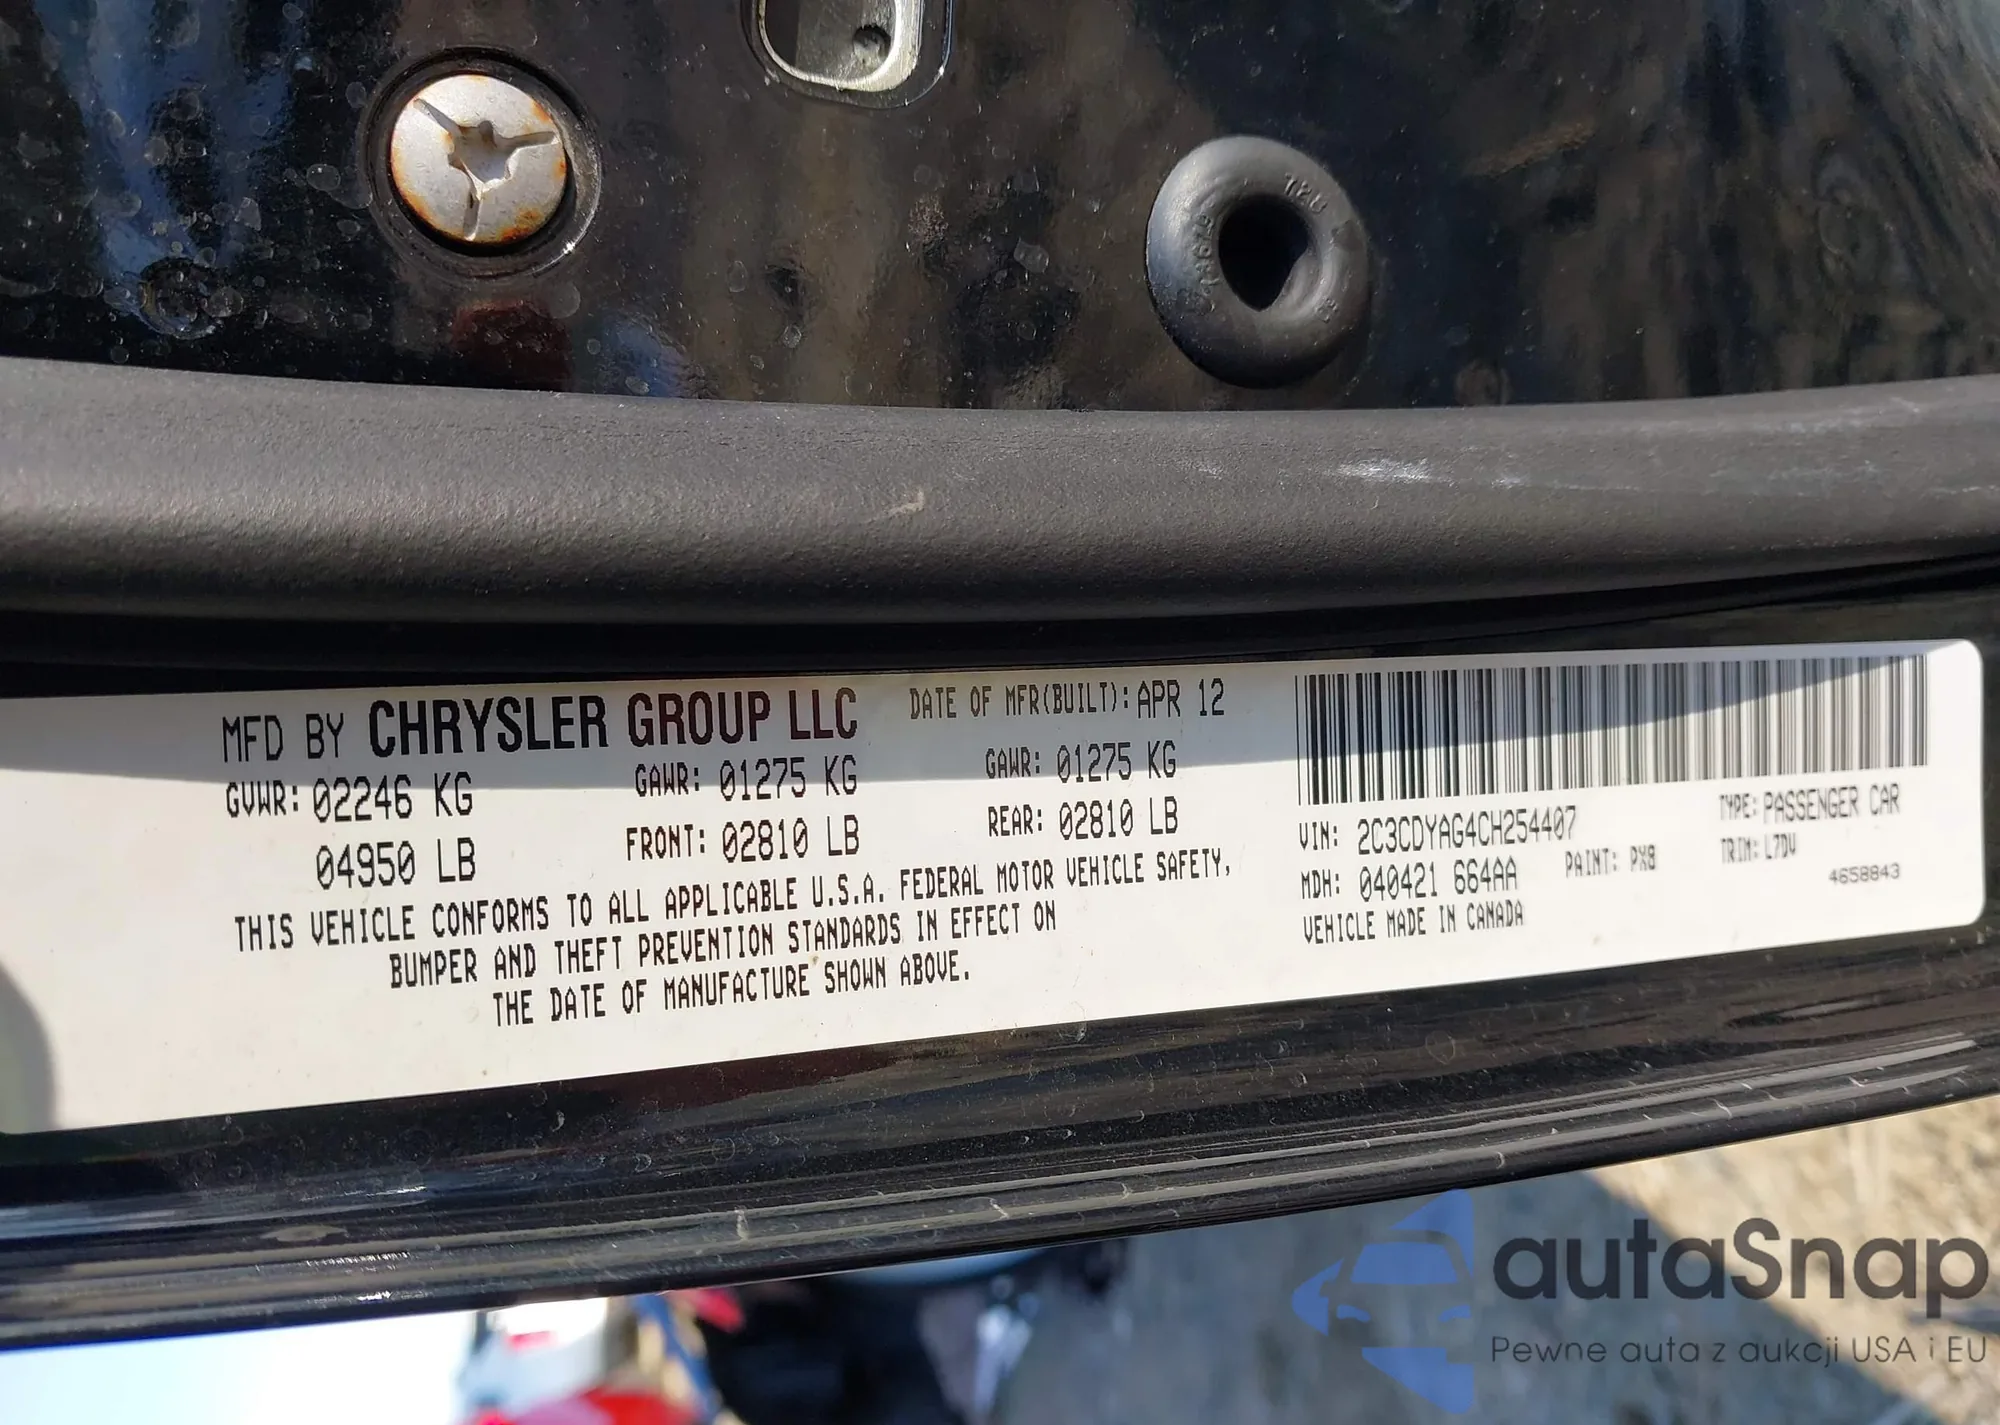 MFD BY CHRYSLER GROUP LLC
DATE OF MFR(BUILT): APR 12
GVWR: 02246 KG
04950 LB
GAWR: 01275 KG
FRONT: 02810 LB
GAWR: 01275 KG
REAR: 02810 LB
THIS VEHICLE CONFORMS TO ALL APPLICABLE U.S.A. FEDERAL MOTOR VEHICLE SAFETY,
BUMPER AND THEFT PREVENTION STANDARDS IN EFFECT ON
THE DATE OF MANUFACTURE SHOWN ABOVE.
VIN: 2C3CDYAG4CH254407
TYPE: PASSENGER CAR
MDH: 040421 664AA
PAINT: PX8
TRIM: L7DV
VEHICLE MADE IN CANADA
4658843
autaSnap
Pewne auta z aukcji USA i EU